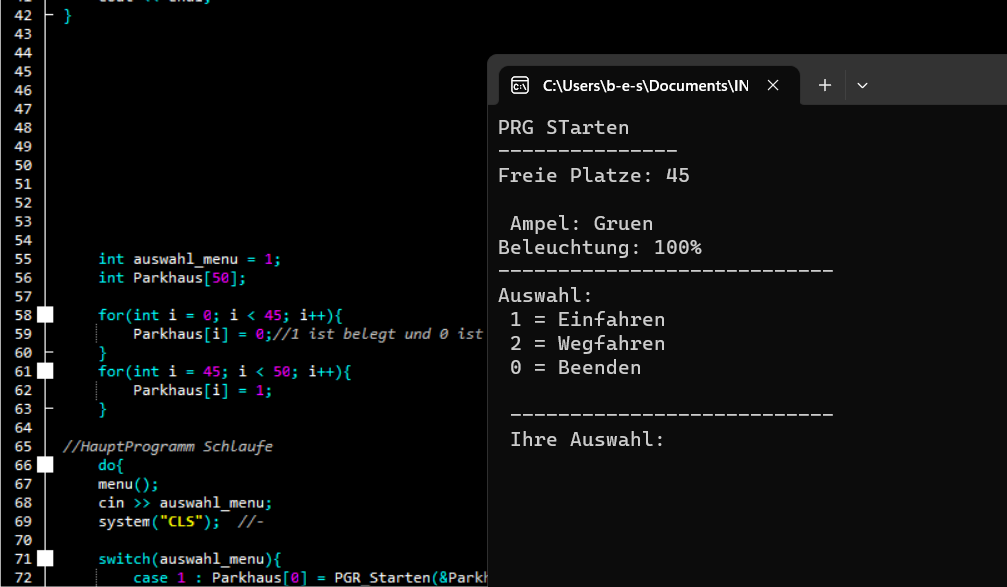 42 }
43
44
45
46
47
48
49
50
51
52
53
54
55 int auswahl_menu = 1;
56 int Parkhaus[50];
57
58 for(int i = 0; i < 45; i++){
59 Parkhaus[i] = 0;//1 ist belegt und 0 ist
60 }
61 for(int i = 45; i < 50; i++){
62 Parkhaus[i] = 1;
63 }
64
65 //HauptProgramm Schlaufe
66 do{
67 menu();
68 cin >> auswahl_menu;
69 system("CLS"); //-
70
71 switch(auswahl_menu){
72 case 1 : Parkhaus[0] = PGR_Starten(&Parkh
C:\Users\b-e-s\Documents\IN
PRG STarten
---------------
Freie Platze: 45
Ampel: Gruen
Beleuchtung: 100%
----------------------------
Auswahl:
1 = Einfahren
2 = Wegfahren
0 = Beenden
---------------------------
Ihre Auswahl: